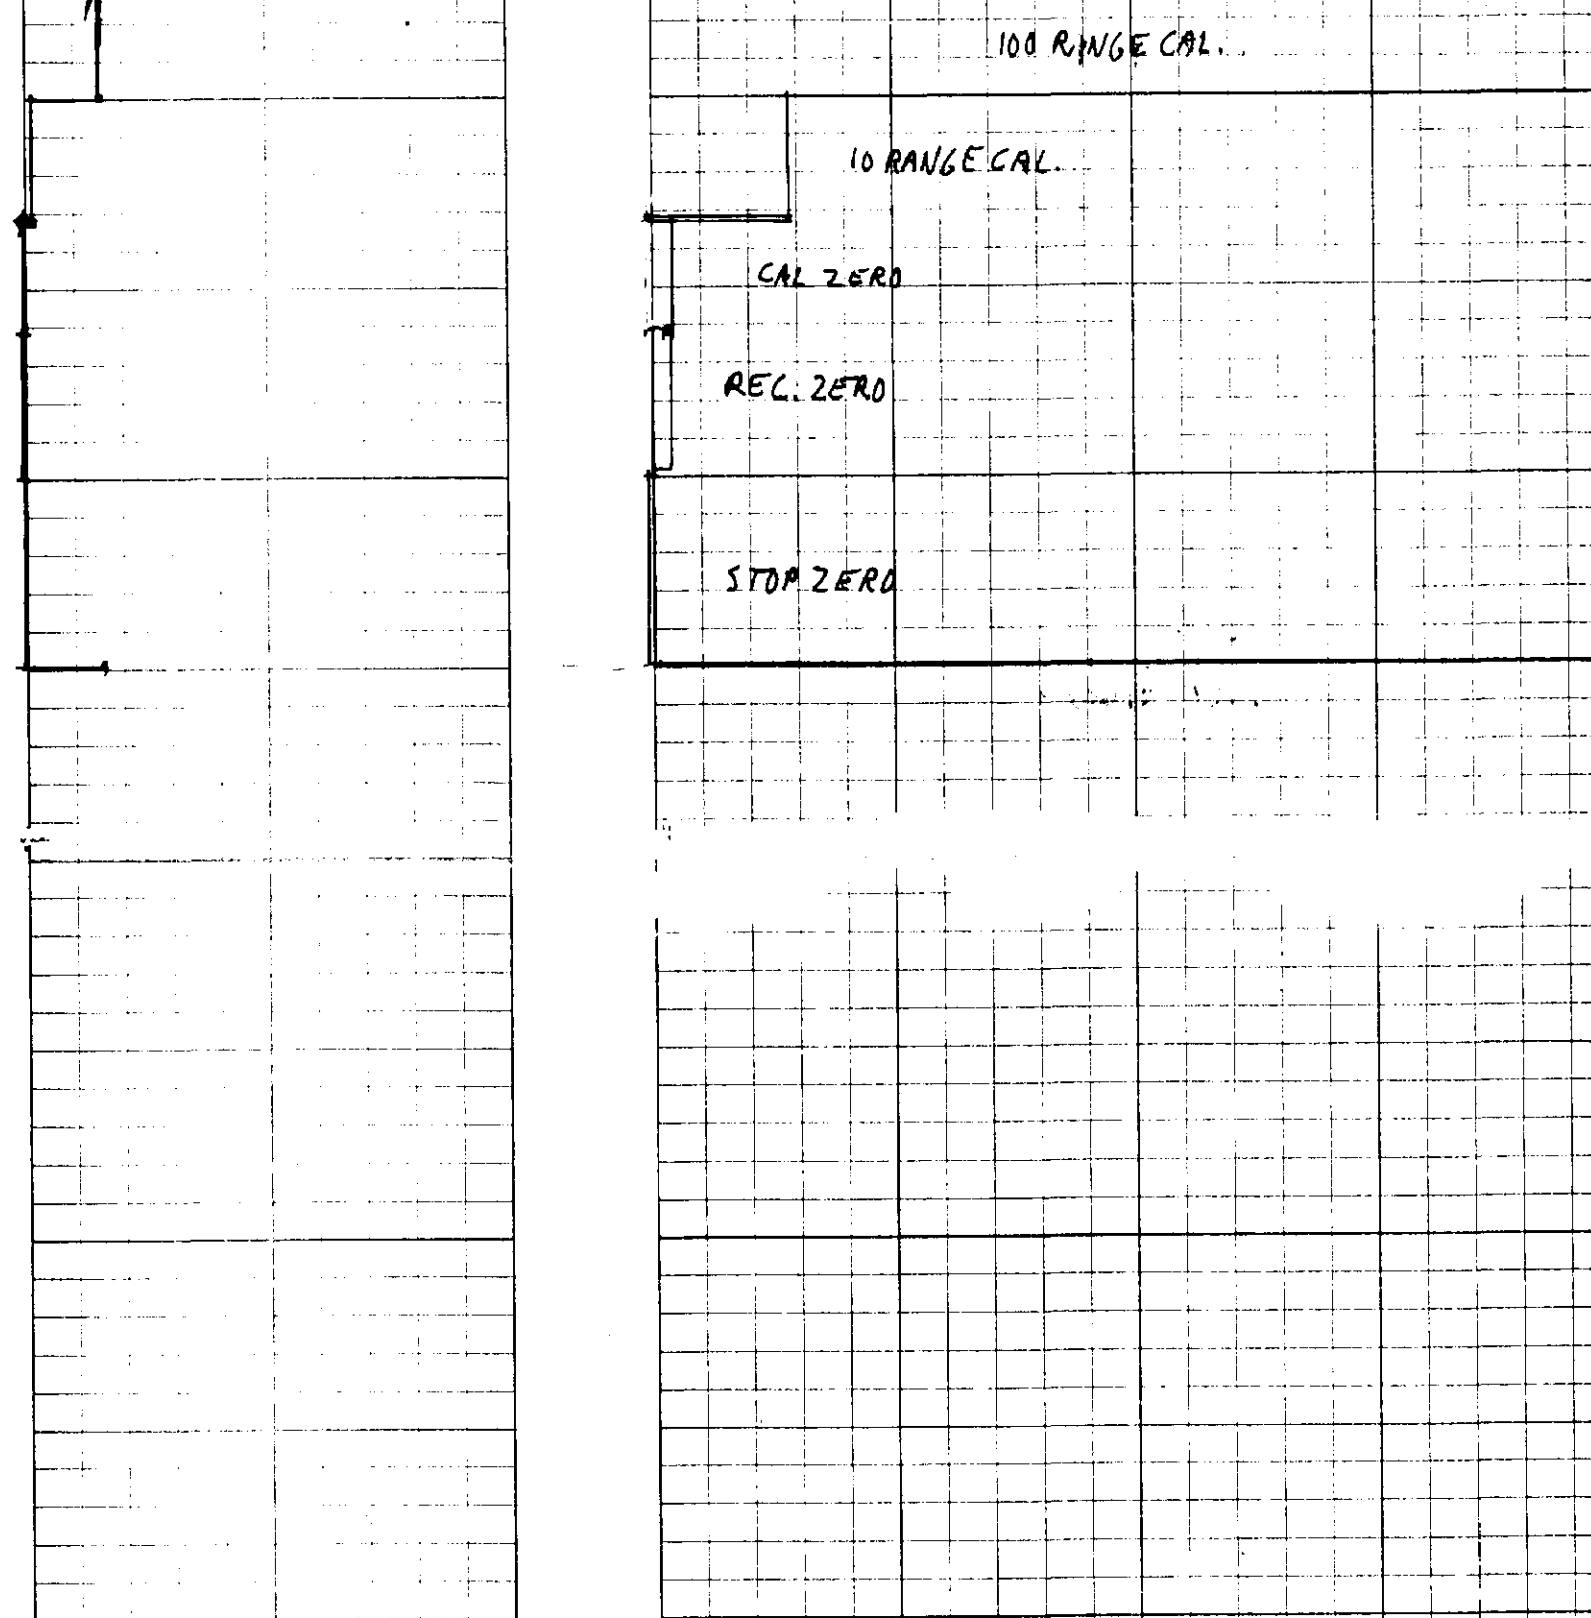 100 RANGE CAL.
10 RANGE CAL.
CAL ZERO
REC. ZERO
STOP ZERO